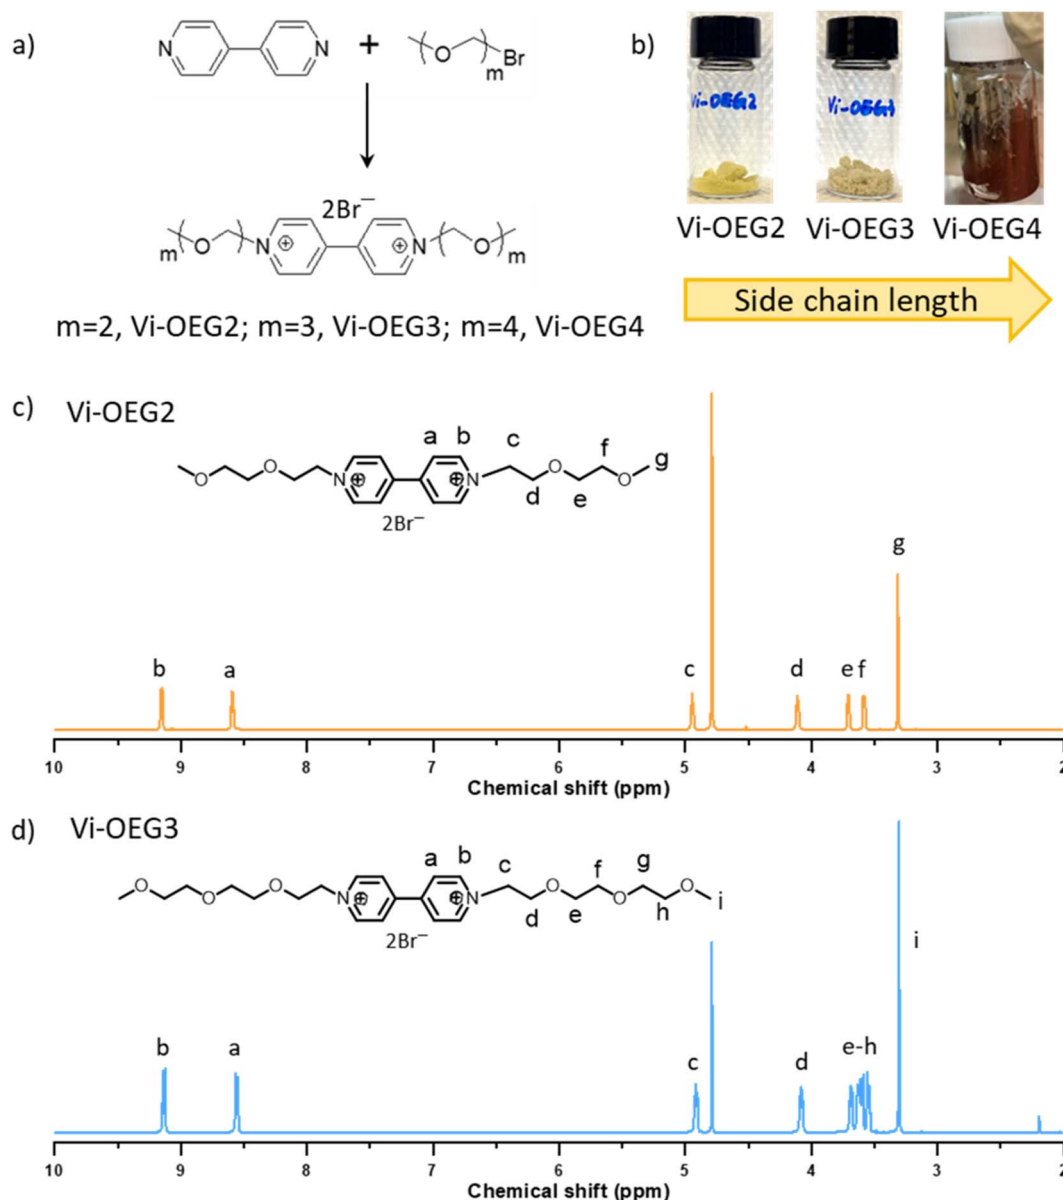 a)
N
N
+
O
m
Br
2Br⁻
m
O
N
⊕
⊕
N
O
m
m=2, Vi-OEG2; m=3, Vi-OEG3; m=4, Vi-OEG4
b)
Vi-OEG2
Vi-OEG3
Vi-OEG2 Vi-OEG3 Vi-OEG4
Side chain length
c) Vi-OEG2
a b c f g
O O N ⊕ ⊕ N O O
d e
2Br⁻
g
b a c d e f
10 9 8 7 6 5 4 3 2
Chemical shift (ppm)
d) Vi-OEG3
a b c f g
O O O N ⊕ ⊕ N O O O i
d e h
2Br⁻
i
b a c d e-h
10 9 8 7 6 5 4 3 2
Chemical shift (ppm)